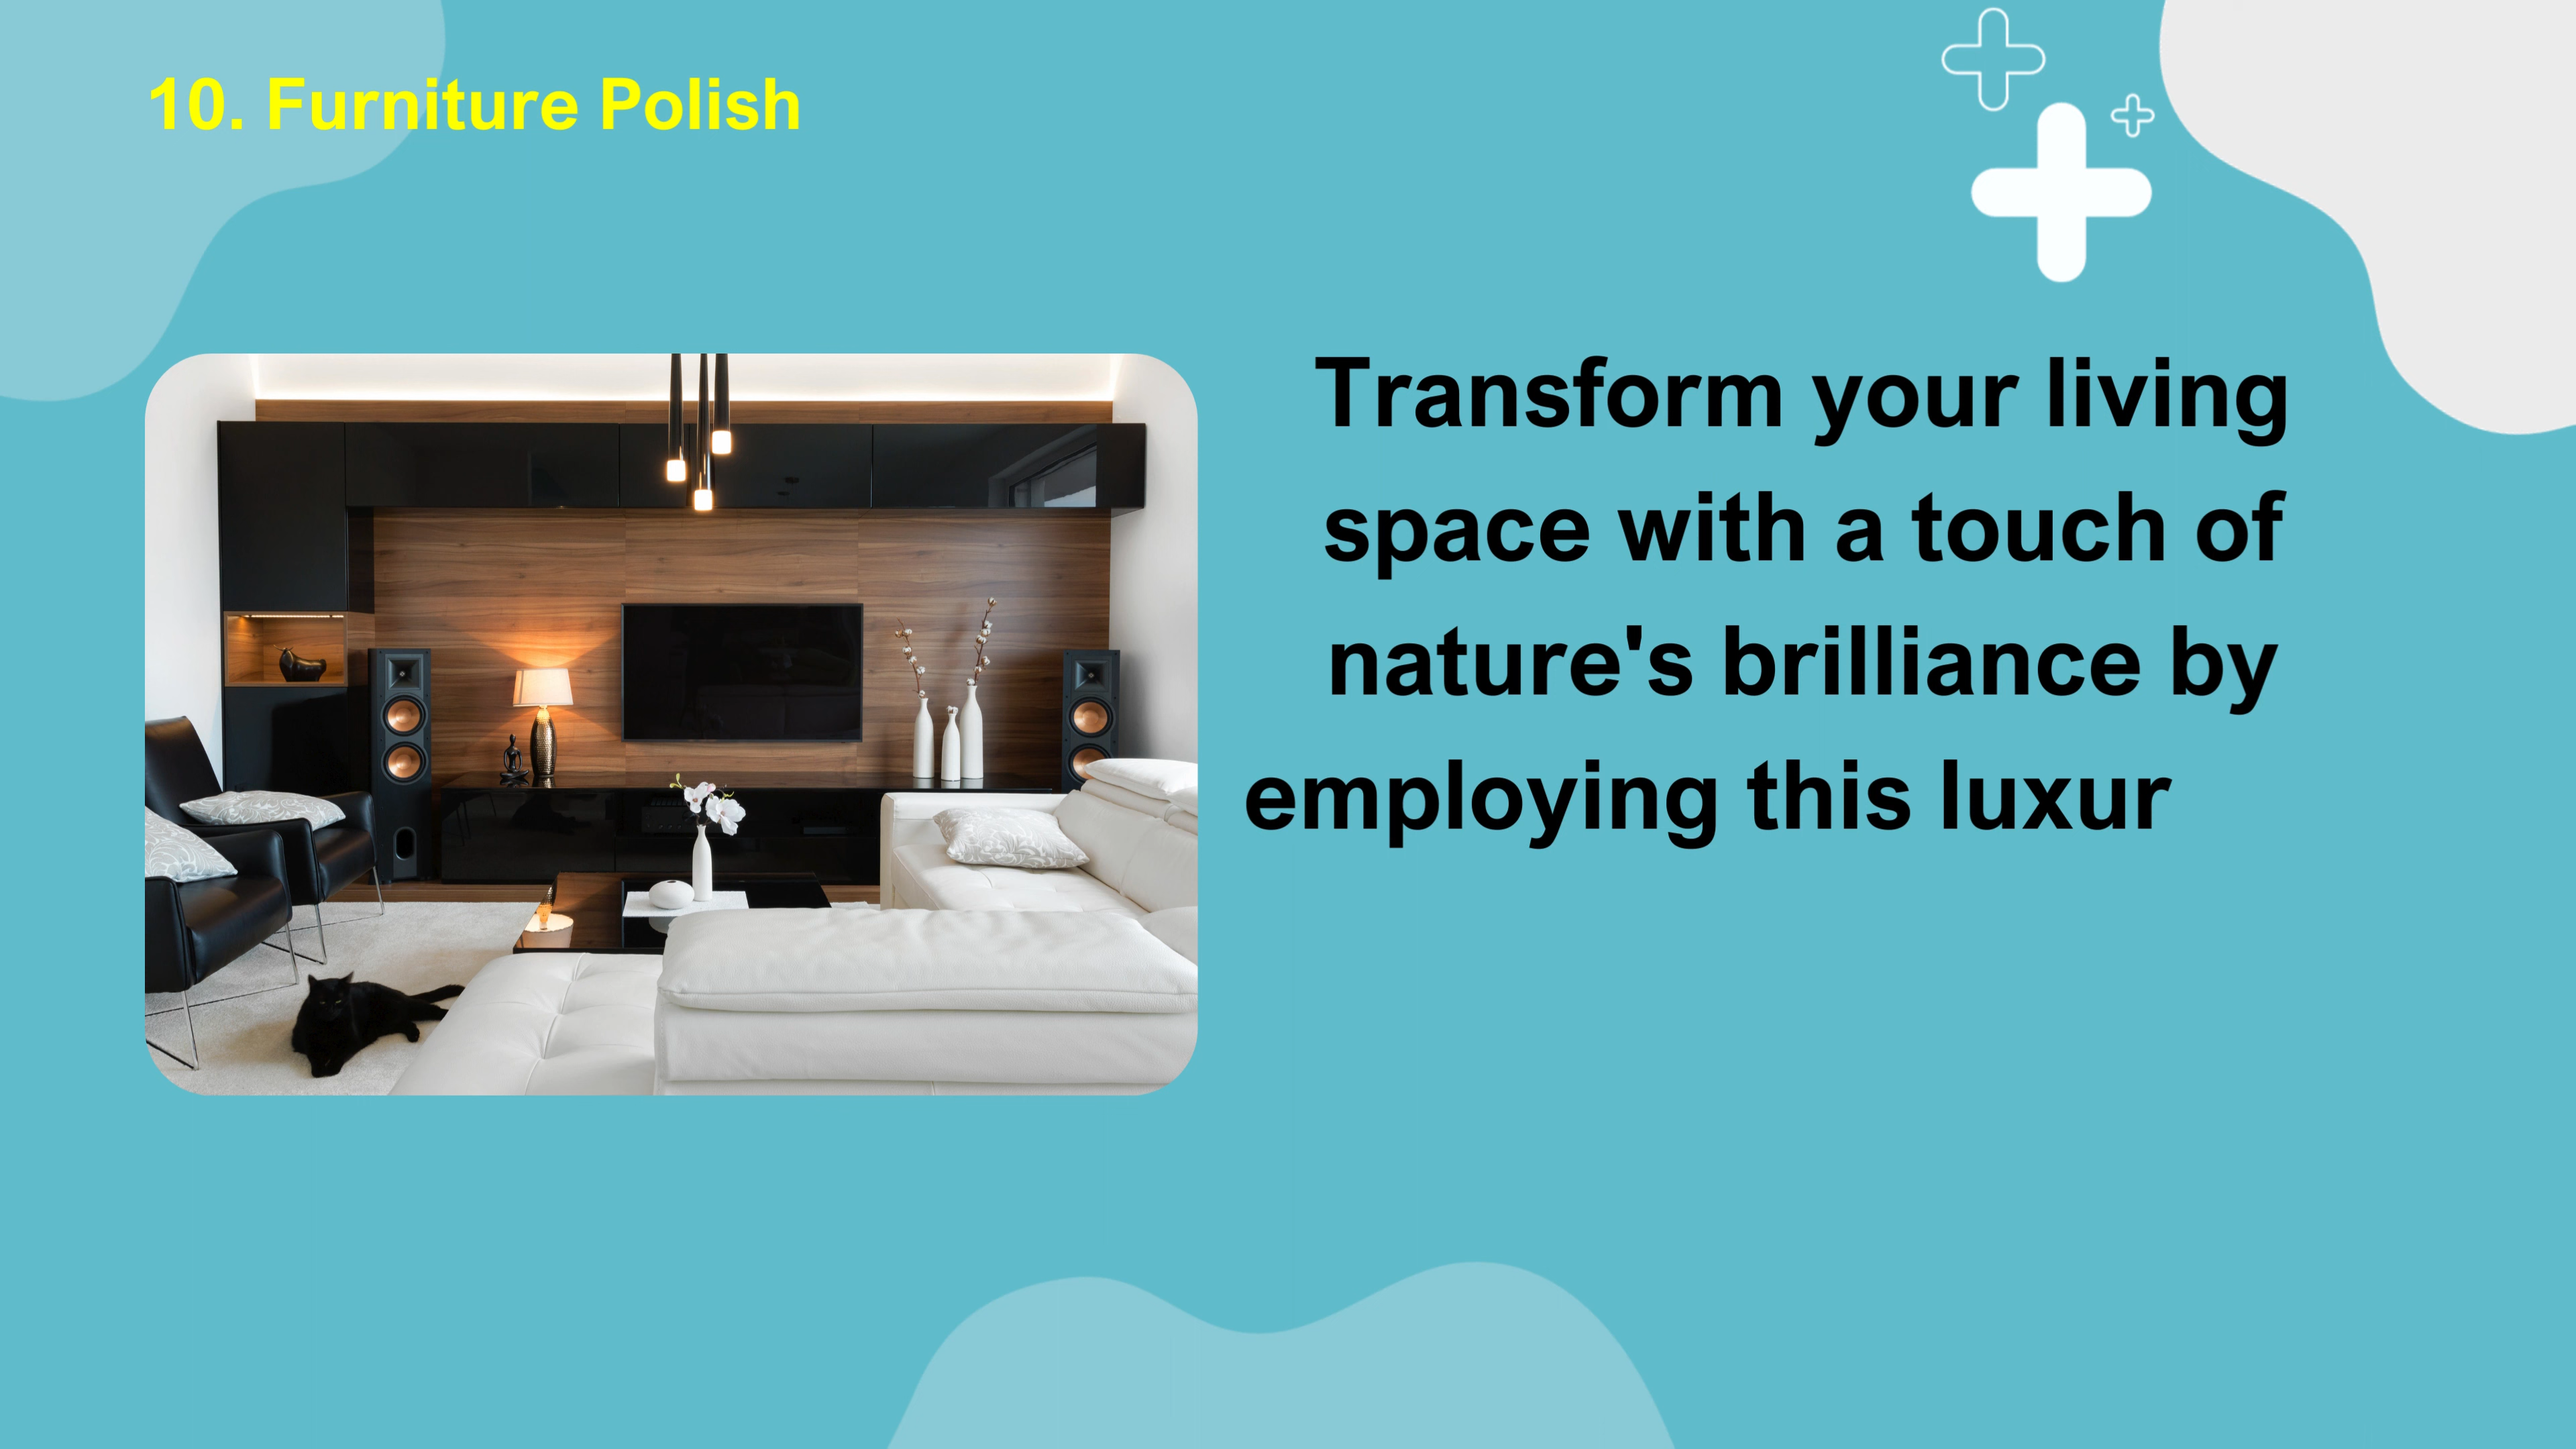 10. Furniture Polish
Transform your living
space with a touch of
nature's brilliance by
employing this luxur